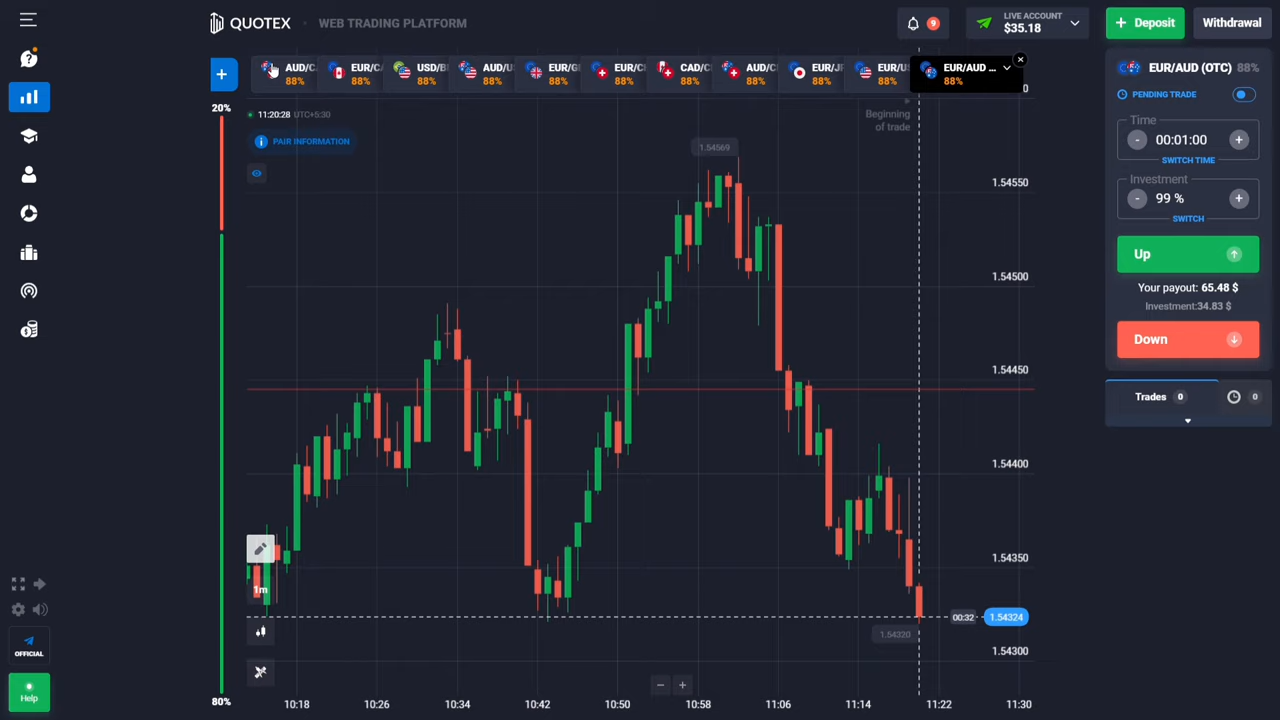 QUOTEX
WEB TRADING PLATFORM
9
LIVE ACCOUNT
$35.18
+ Deposit
Withdrawal
+
AUD/C
88%
EUR/CA
88%
USD/B
88%
AUD/U
88%
EUR/G
88%
EUR/C
88%
CAD/C
88%
AUD/C
88%
EUR/JF
88%
EUR/U
88%
EUR/AUD ...
88%
20%
11:20:28 UTC+5:30
PAIR INFORMATION
Beginning
of trade
1.54569
1.54550
1.54500
1.54450
1.54400
1.54350
00:32
1.54324
1.54320
1.54300
1m
80%
10:18
10:26
10:34
10:42
10:50
10:58
11:06
11:14
11:22
11:30
EUR/AUD (OTC) 88%
PENDING TRADE
Time
- 00:01:00 +
SWITCH TIME
Investment
- 99 % +
SWITCH
Up
Your payout: 65.48 $
Investment:34.83 $
Down
Trades 0
0
OFFICIAL
Help